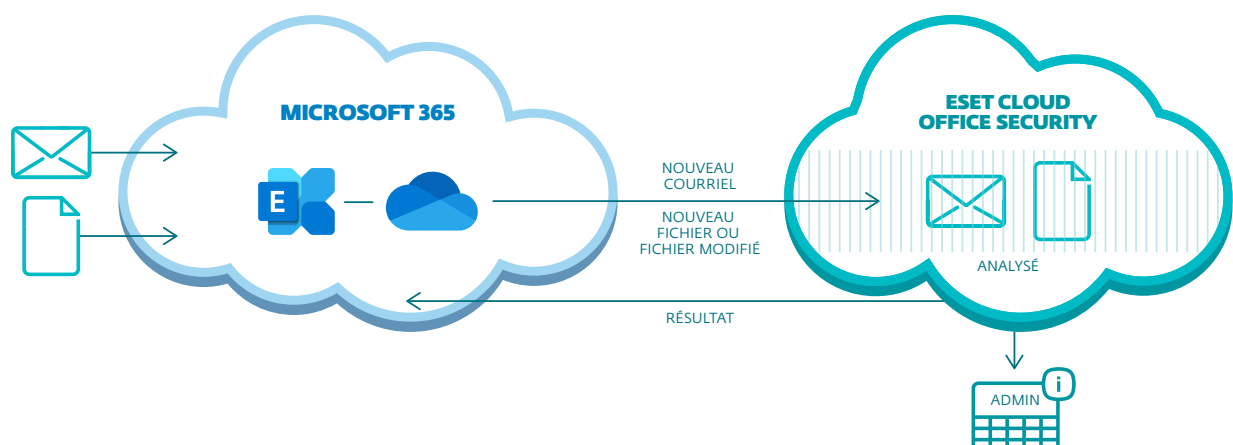 MICROSOFT 365
E
NOUVEAU
COURRIEL
NOUVEAU
FICHIER OU
FICHIER MODIFIÉ
RÉSULTAT
ESET CLOUD
OFFICE SECURITY
ANALYSÉ
ADMIN
i